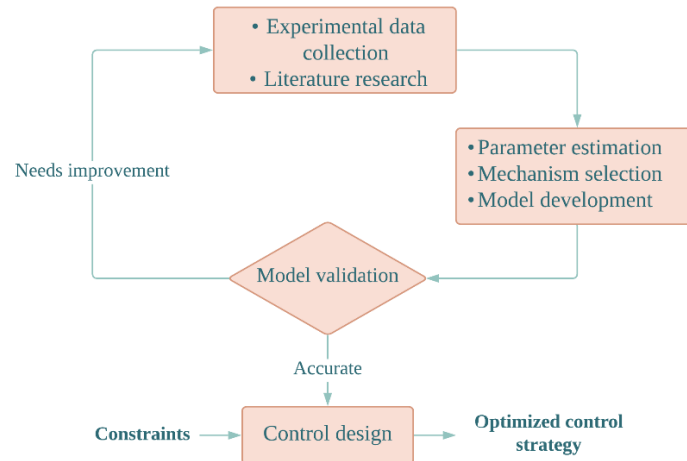 • Experimental data
collection
• Literature research
Needs improvement
• Parameter estimation
• Mechanism selection
• Model development
Model validation
Accurate
Constraints
Control design
Optimized control
strategy